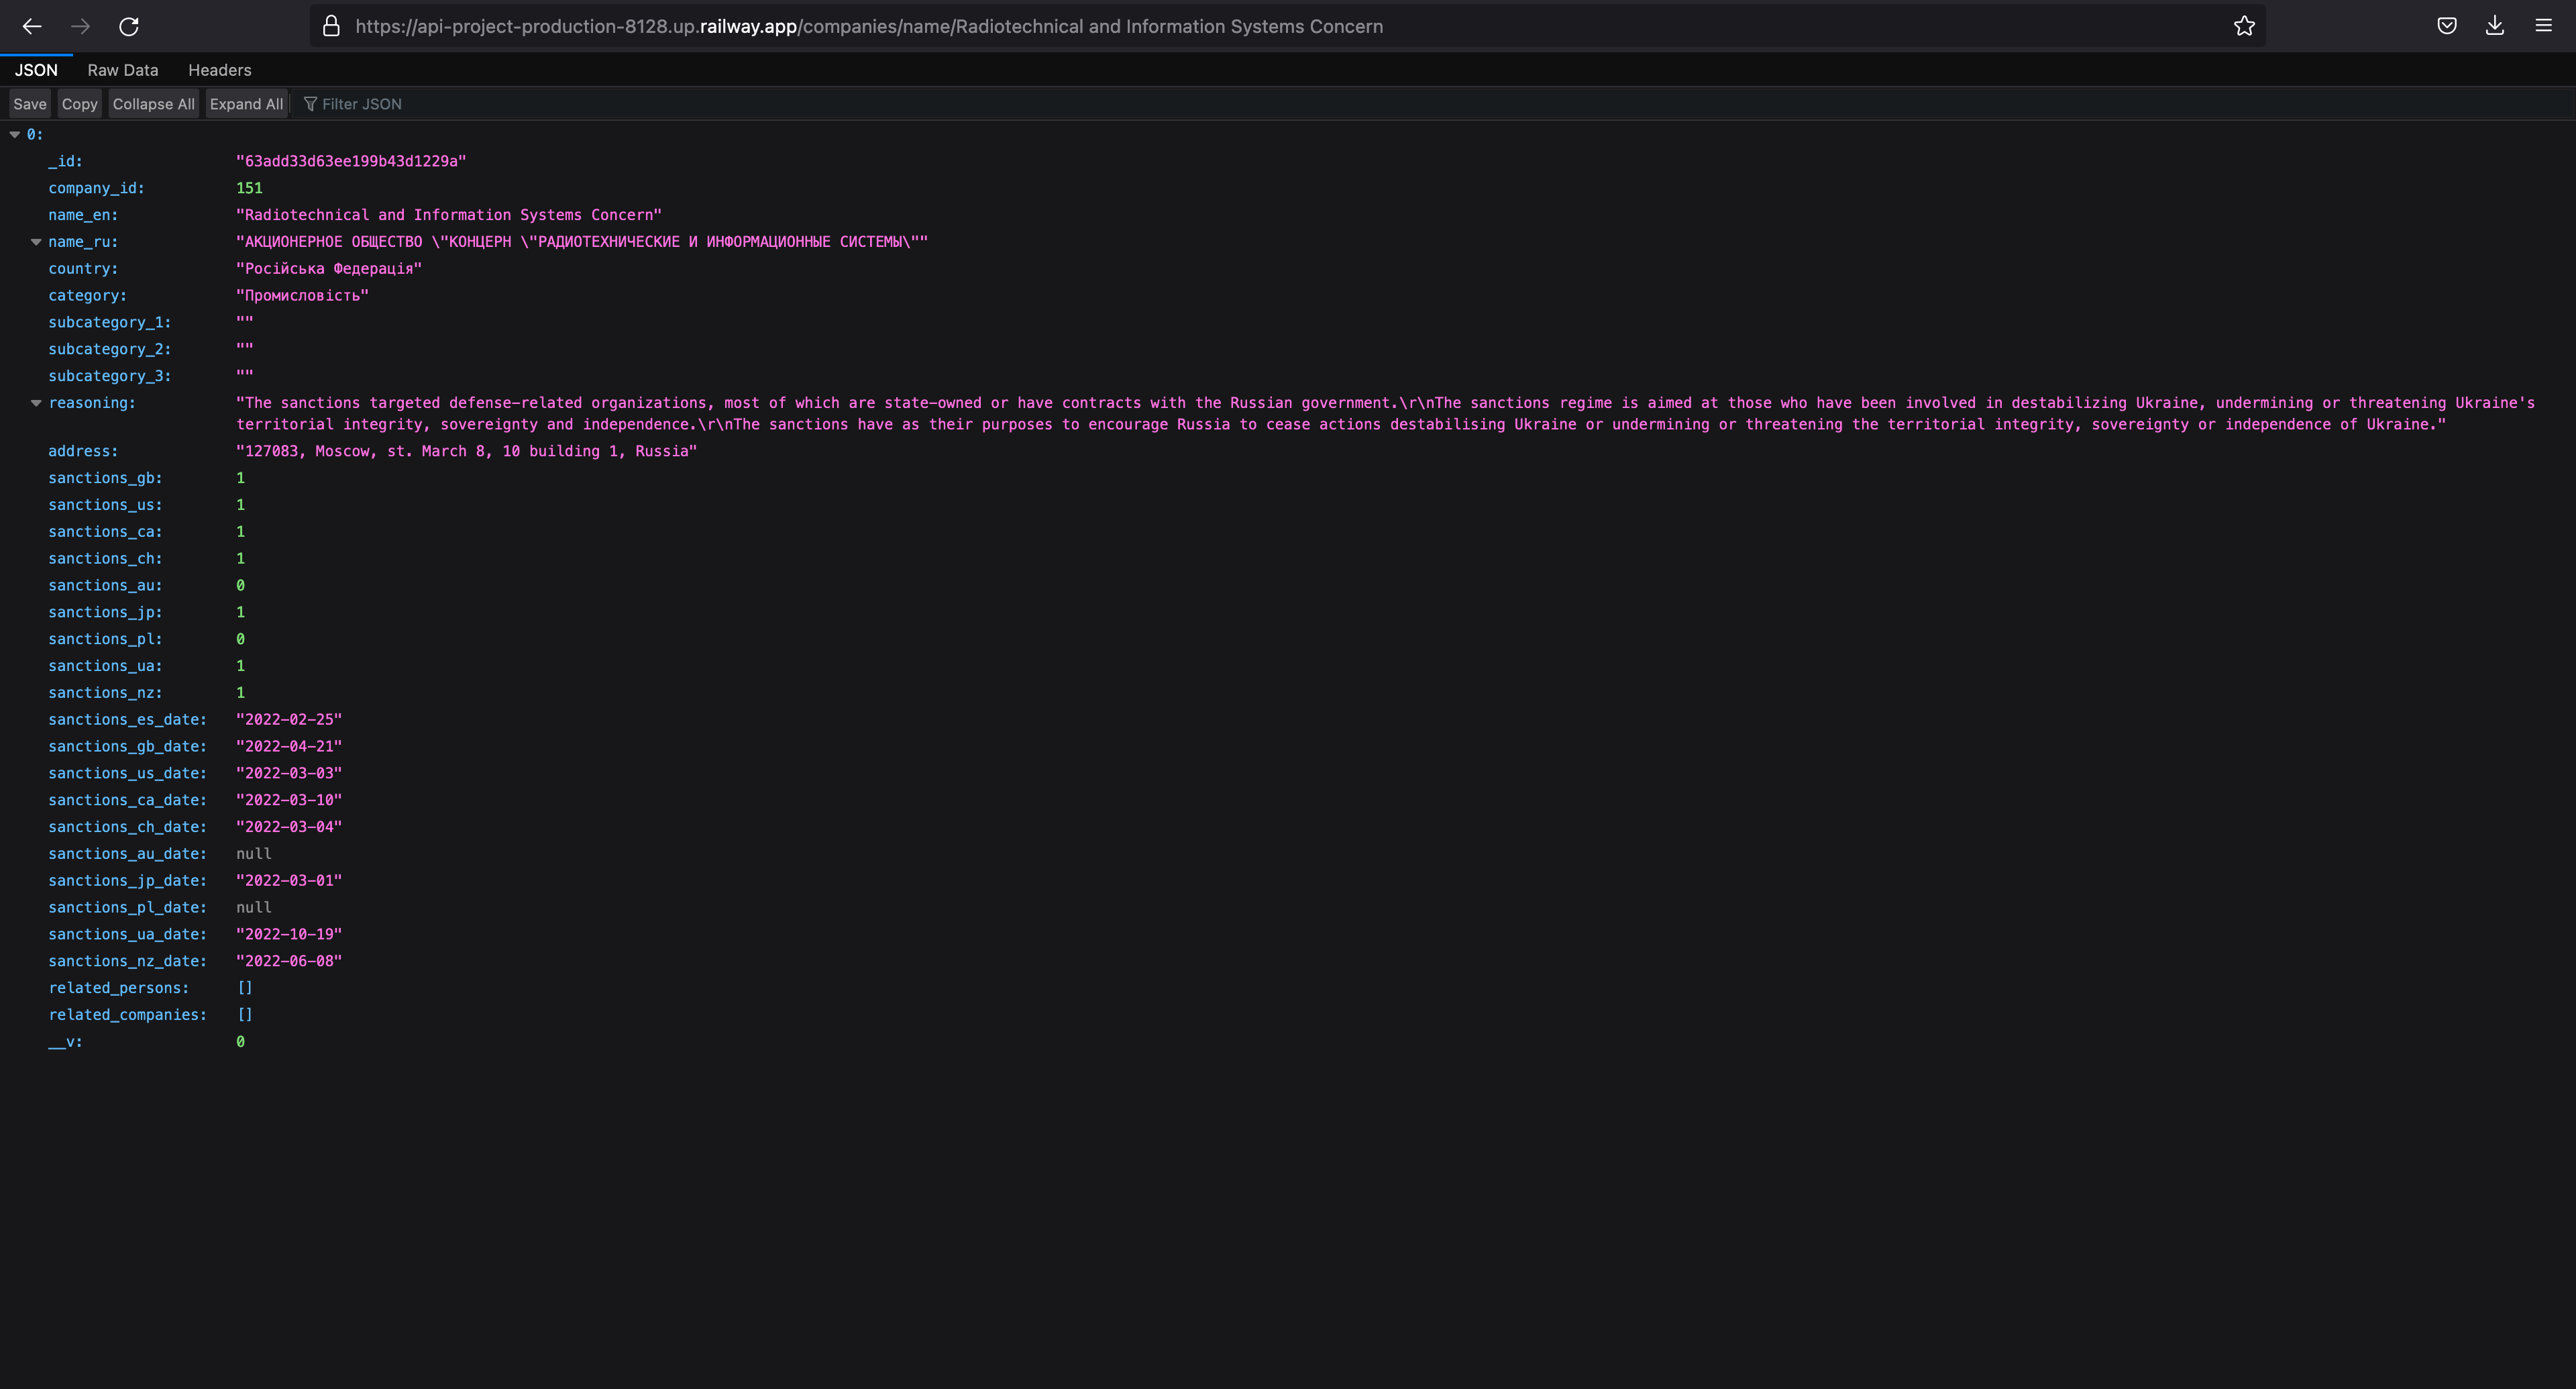 https://api-project-production-8128.up.railway.app/companies/name/Radiotechnical and Information Systems Concern
JSON Raw Data Headers
Save Copy Collapse All Expand All Filter JSON
0:
_id: "63add33d63ee199b43d1229a"
company_id: 151
name_en: "Radiotechnical and Information Systems Concern"
name_ru: "АКЦИОНЕРНОЕ ОБЩЕСТВО \"КОНЦЕРН \"РАДИОТЕХНИЧЕСКИЕ И ИНФОРМАЦИОННЫЕ СИСТЕМЫ\""
country: "Російська Федерація"
category: "Промисловість"
subcategory_1: ""
subcategory_2: ""
subcategory_3: ""
reasoning: "The sanctions targeted defense-related organizations, most of which are state-owned or have contracts with the Russian government.\r\nThe sanctions regime is aimed at those who have been involved in destabilizing Ukraine, undermining or threatening Ukraine's
territorial integrity, sovereignty and independence.\r\nThe sanctions have as their purposes to encourage Russia to cease actions destabilising Ukraine or undermining or threatening the territorial integrity, sovereignty or independence of Ukraine."
address: "127083, Moscow, st. March 8, 10 building 1, Russia"
sanctions_gb: 1
sanctions_us: 1
sanctions_ca: 1
sanctions_ch: 1
sanctions_au: 0
sanctions_jp: 1
sanctions_pl: 0
sanctions_ua: 1
sanctions_nz: 1
sanctions_es_date: "2022-02-25"
sanctions_gb_date: "2022-04-21"
sanctions_us_date: "2022-03-03"
sanctions_ca_date: "2022-03-10"
sanctions_ch_date: "2022-03-04"
sanctions_au_date: null
sanctions_jp_date: "2022-03-01"
sanctions_pl_date: null
sanctions_ua_date: "2022-10-19"
sanctions_nz_date: "2022-06-08"
related_persons: []
related_companies: []
__v: 0